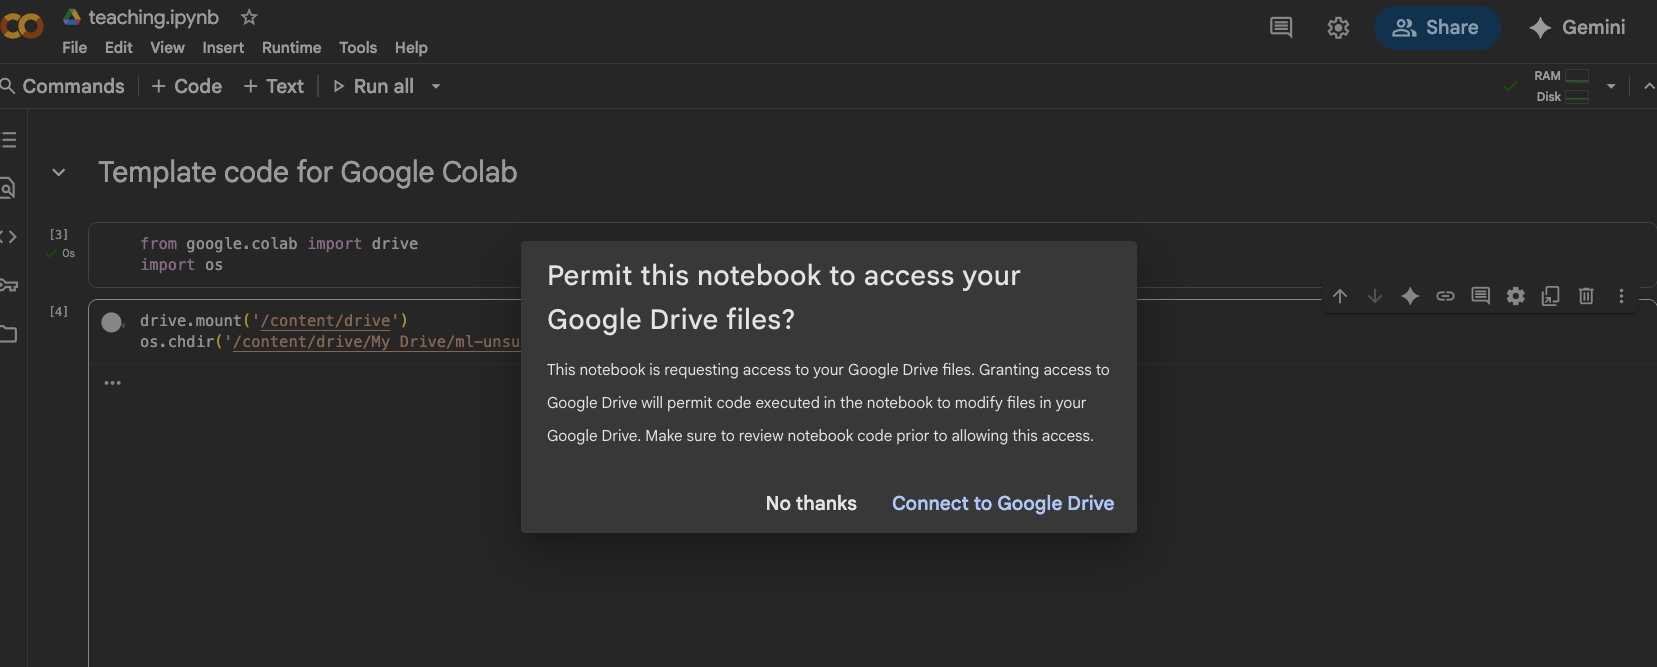 teaching.ipynb
File Edit View Insert Runtime Tools Help
Share
Gemini
Commands + Code + Text Run all
RAM
Disk
Template code for Google Colab
[3]
0s
from google.colab import drive
import os
[4]
drive.mount('/content/drive')
os.chdir('/content/drive/My Drive/ml-unsu
...
Permit this notebook to access your
Google Drive files?
This notebook is requesting access to your Google Drive files. Granting access to
Google Drive will permit code executed in the notebook to modify files in your
Google Drive. Make sure to review notebook code prior to allowing this access.
No thanks
Connect to Google Drive